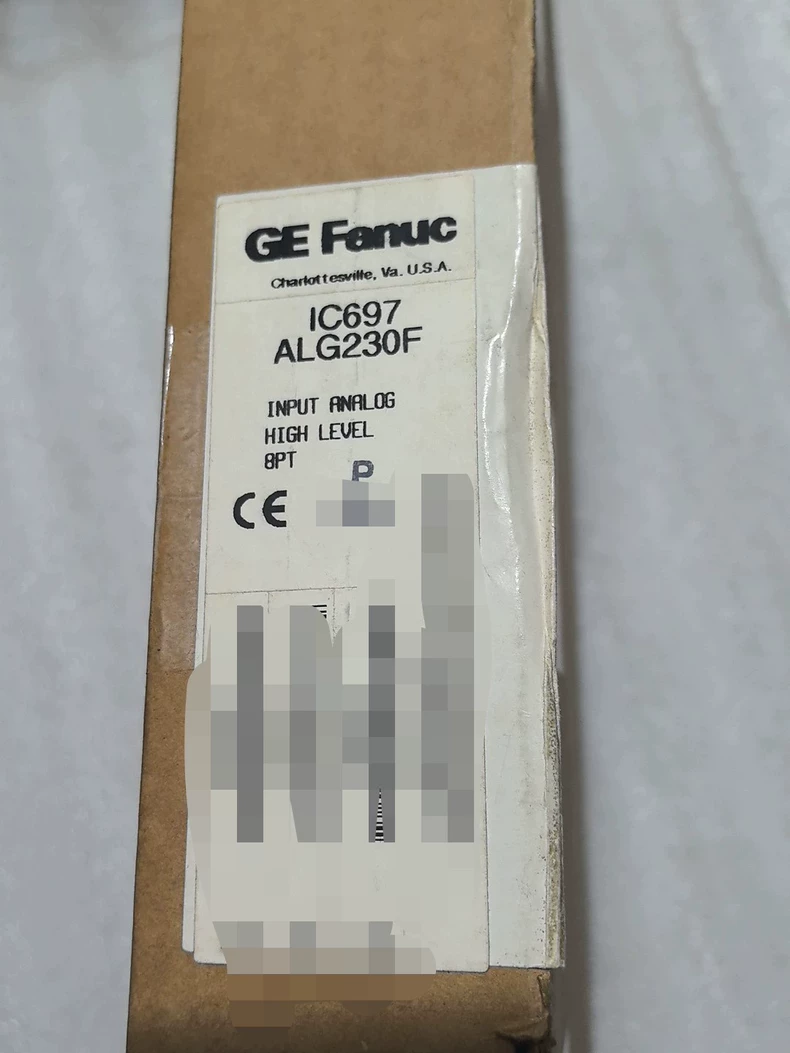 GE Fanuc
Charlottesville, Va. U.S.A.
IC697
ALG230F
INPUT ANALOG
HIGH LEVEL
8PT
P
CE